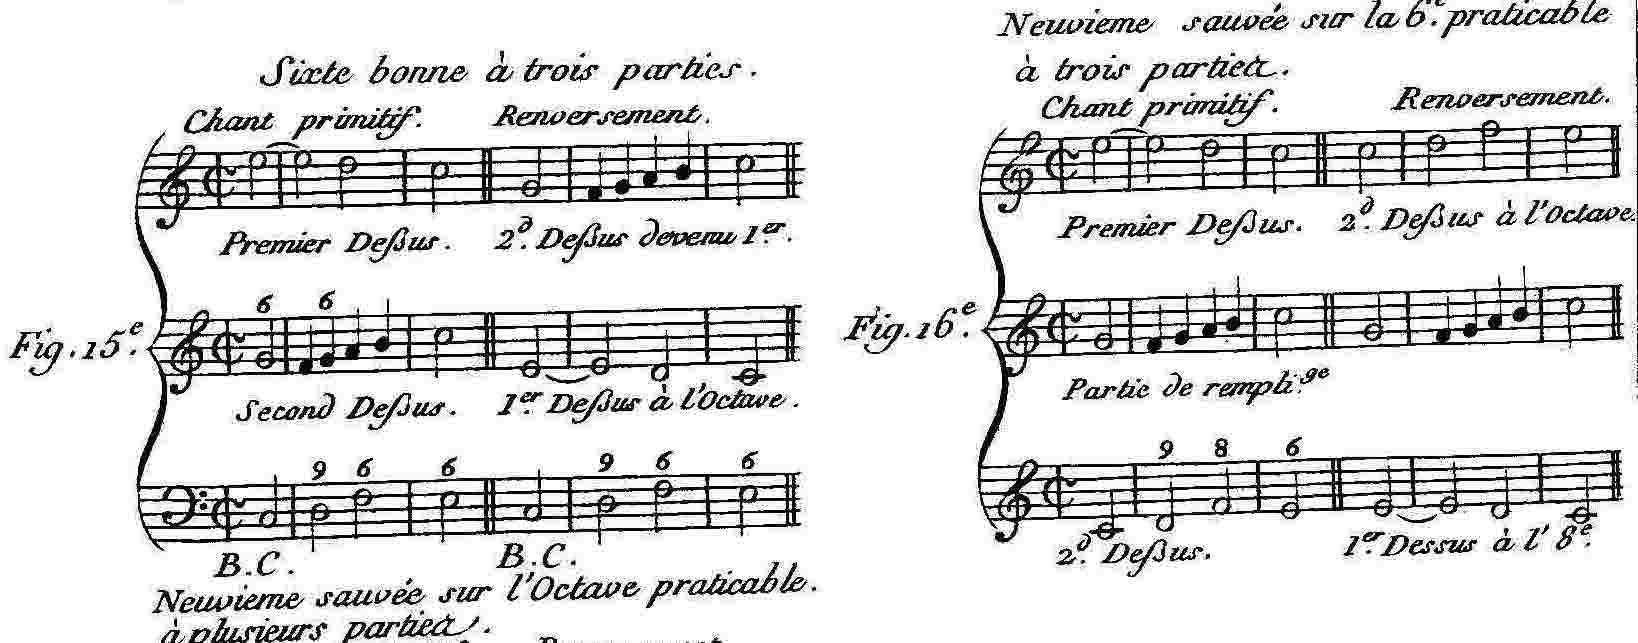 Sixte bonne à trois parties.
Chant primitif. Renversement.
Premier Deßus. 2.d Deßus devenu 1.er
6 6
Fig. 15.e
Second Deßus. 1.er Deßus à l'Octave.
9 6 6 9 6 6
B.C. B.C.
Neuvieme sauvée sur l'Octave praticable.
à plusieurs parties.
Neuvieme sauvée sur la 6.e praticable
à trois parties.
Chant primitif. Renversement.
Premier Deßus. 2.d Deßus à l'Octave.
Fig. 16.e
Partie de rempli.ge
9 8 6
2.d Deßus. 1.er Dessus à l' 8.e